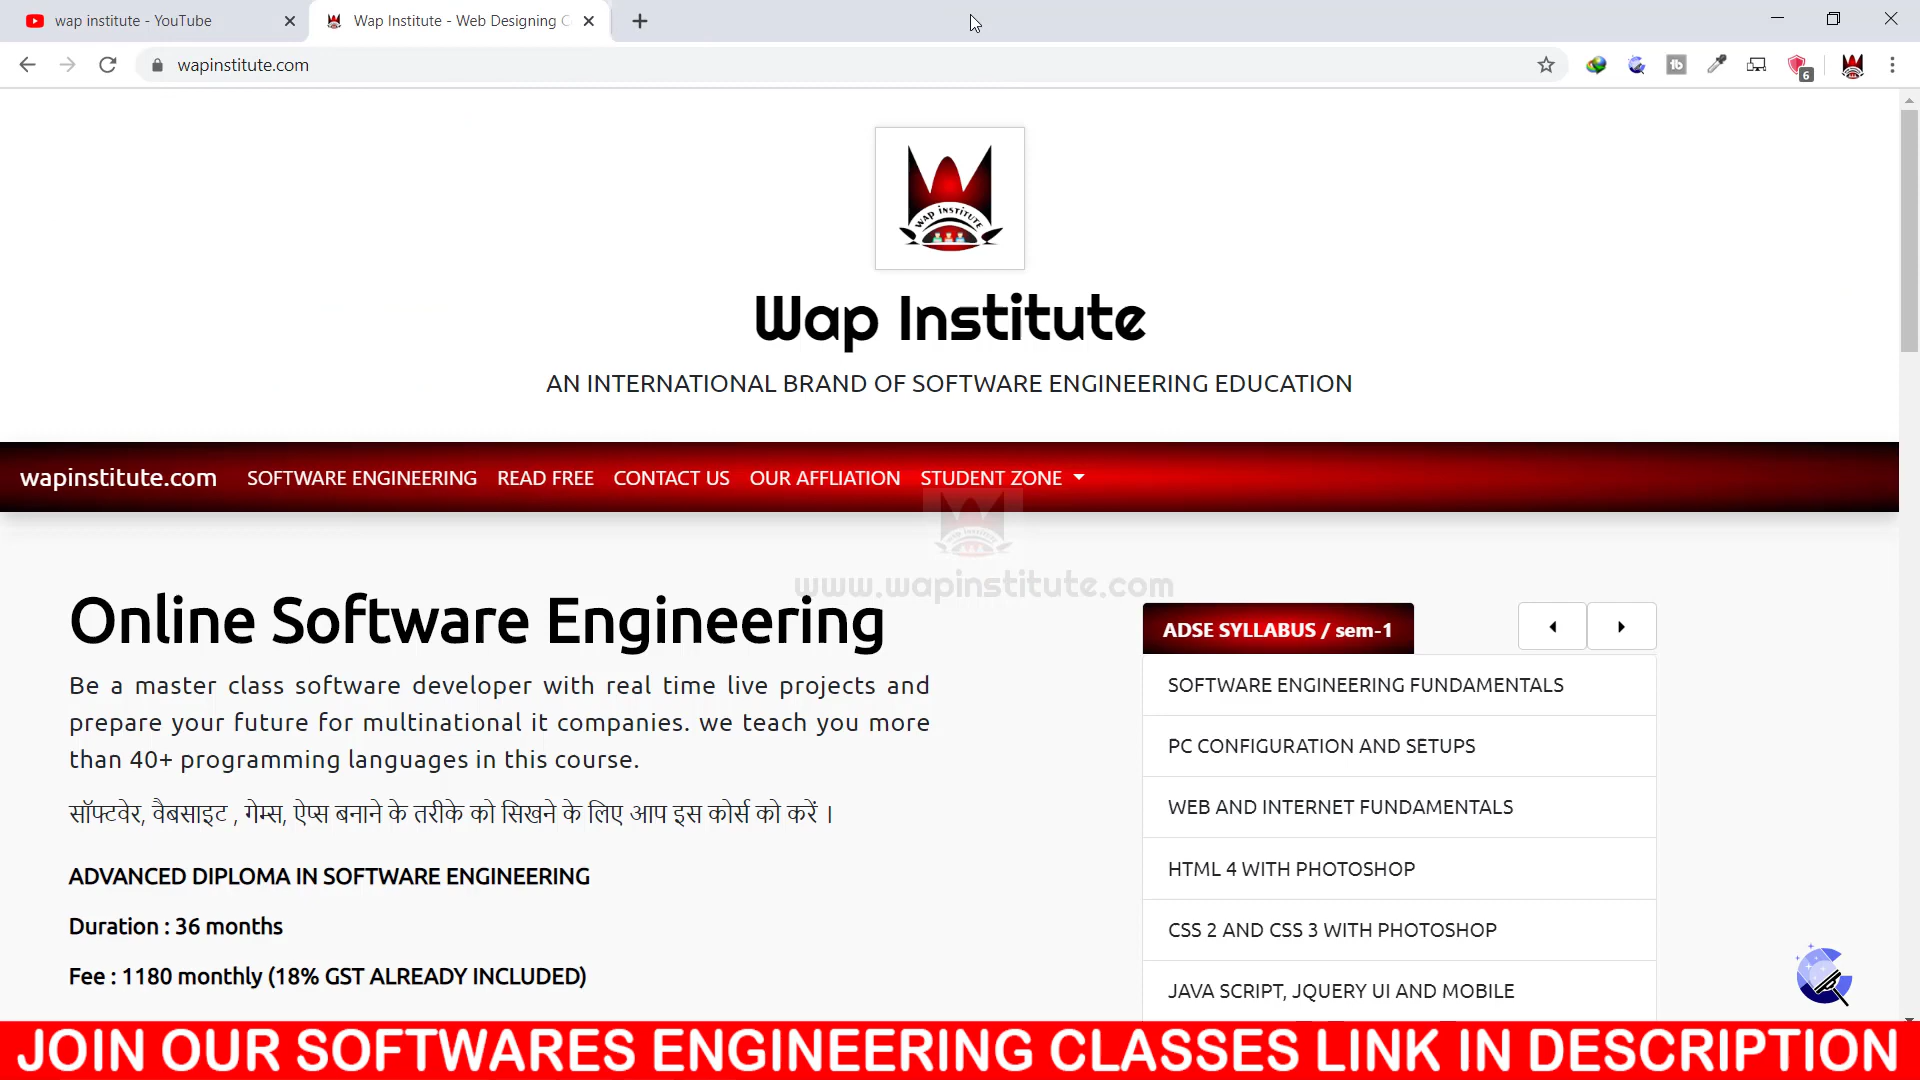 wap institute - YouTube
Wap Institute - Web Designing C
wapinstitute.com
6
WAP INSTITUTE
Wap Institute
AN INTERNATIONAL BRAND OF SOFTWARE ENGINEERING EDUCATION
wapinstitute.com SOFTWARE ENGINEERING READ FREE CONTACT US OUR AFFLIATION STUDENT ZONE
www.wapinstitute.com
Online Software Engineering
Be a master class software developer with real time live projects and
prepare your future for multinational it companies. we teach you more
than 40+ programming languages in this course.
सॉफ्टवेर, वैबसाइट , गेम्स, ऐप्स बनाने के तरीके को सिखने के लिए आप इस कोर्स को करें ।
ADVANCED DIPLOMA IN SOFTWARE ENGINEERING
Duration : 36 months
Fee : 1180 monthly (18% GST ALREADY INCLUDED)
ADSE SYLLABUS / sem-1
SOFTWARE ENGINEERING FUNDAMENTALS
PC CONFIGURATION AND SETUPS
WEB AND INTERNET FUNDAMENTALS
HTML 4 WITH PHOTOSHOP
CSS 2 AND CSS 3 WITH PHOTOSHOP
JAVA SCRIPT, JQUERY UI AND MOBILE
JOIN OUR SOFTWARES ENGINEERING CLASSES LINK IN DESCRIPTION